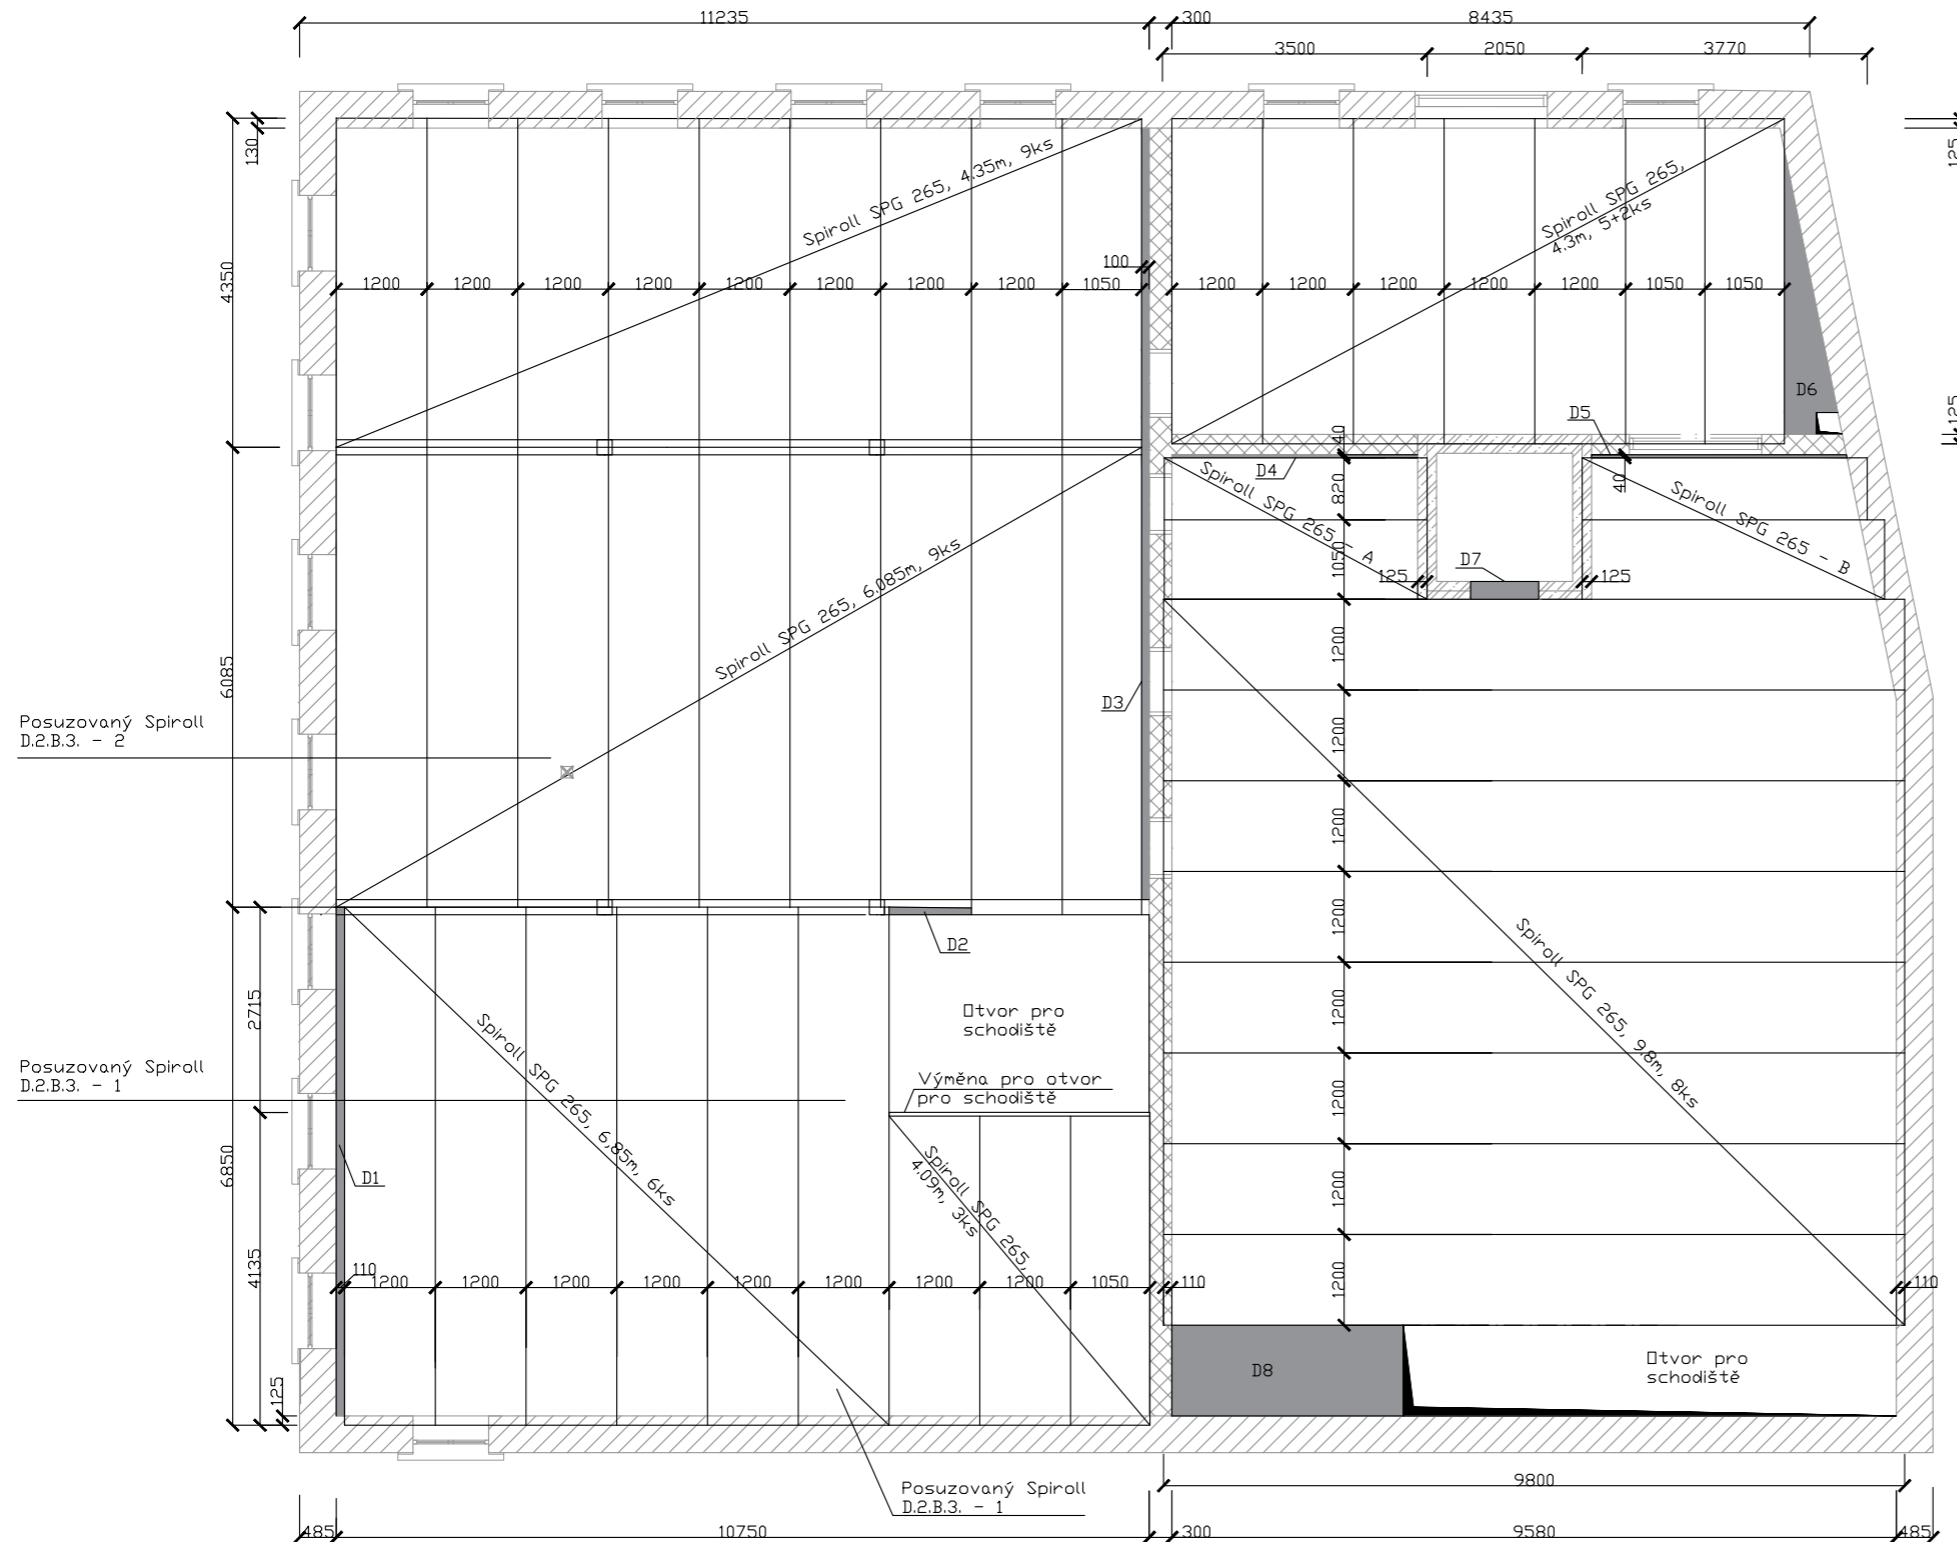 11235
300
8435
3500
2050
3770
130
125
Spiroll SPG 265, 4.35m, 9ks
Spiroll SPG 265,
4.3m, 5+2ks
4350
100
1200
1200
1200
1200
1200
1200
1200
1200
1050
1200
1200
1200
1200
1200
1050
1050
D6
125
D5
40
D4
Spiroll SPG 265 - A
820
40
Spiroll SPG 265 - B
1050
D7
125
125
Spiroll SPG 265, 6.085m, 9ks
6085
1200
D3
Posuzovaný Spiroll
D.2.B.3. - 2
1200
1200
1200
D2
Spiroll SPG 265, 9.8m, 8ks
2715
Otvor pro
schodiště
1200
Spiroll SPG 265, 6,85m, 6ks
Posuzovaný Spiroll
D.2.B.3. - 1
Výměna pro otvor
pro schodiště
1200
6850
D1
Spiroll SPG 265,
4.09m, 3ks
1200
4135
110
1200
1200
1200
1200
1200
1200
1200
1200
1050
110
1200
110
125
D8
Otvor pro
schodiště
Posuzovaný Spiroll
D.2.B.3. - 1
9800
485
10750
300
9580
485